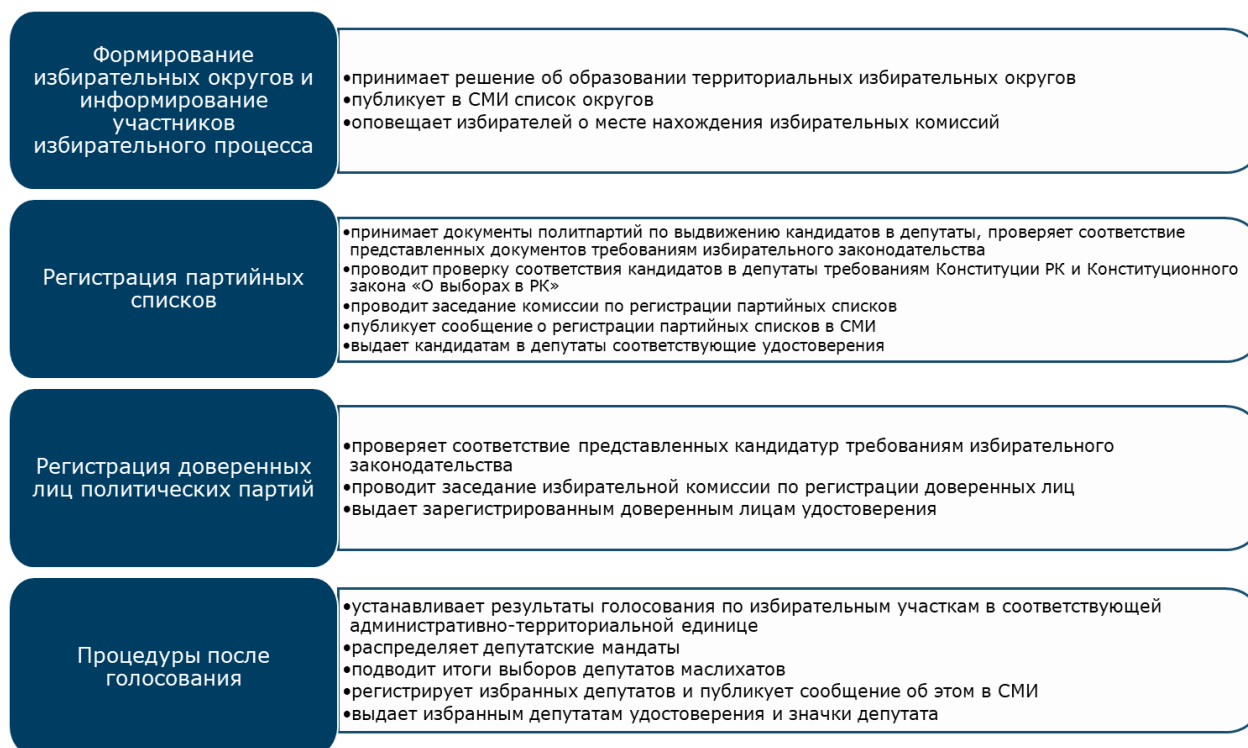 Формирование
избирательных округов и
информирование
участников
избирательного процесса
•принимает решение об образовании территориальных избирательных округов
•публикует в СМИ список округов
•оповещает избирателей о месте нахождения избирательных комиссий
Регистрация партийных
списков
•принимает документы политпартий по выдвижению кандидатов в депутаты, проверяет соответствие
представленных документов требованиям избирательного законодательства
•проводит проверку соответствия кандидатов в депутаты требованиям Конституции РК и Конституционного
закона «О выборах в РК»
•проводит заседание комиссии по регистрации партийных списков
•публикует сообщение о регистрации партийных списков в СМИ
•выдает кандидатам в депутаты соответствующие удостоверения
Регистрация доверенных
лиц политических партий
•проверяет соответствие представленных кандидатур требованиям избирательного
законодательства
•проводит заседание избирательной комиссии по регистрации доверенных лиц
•выдает зарегистрированным доверенным лицам удостоверения
Процедуры после
голосования
•устанавливает результаты голосования по избирательным участкам в соответствующей
административно-территориальной единице
•распределяет депутатские мандаты
•подводит итоги выборов депутатов маслихатов
•регистрирует избранных депутатов и публикует сообщение об этом в СМИ
•выдает избранным депутатам удостоверения и значки депутата